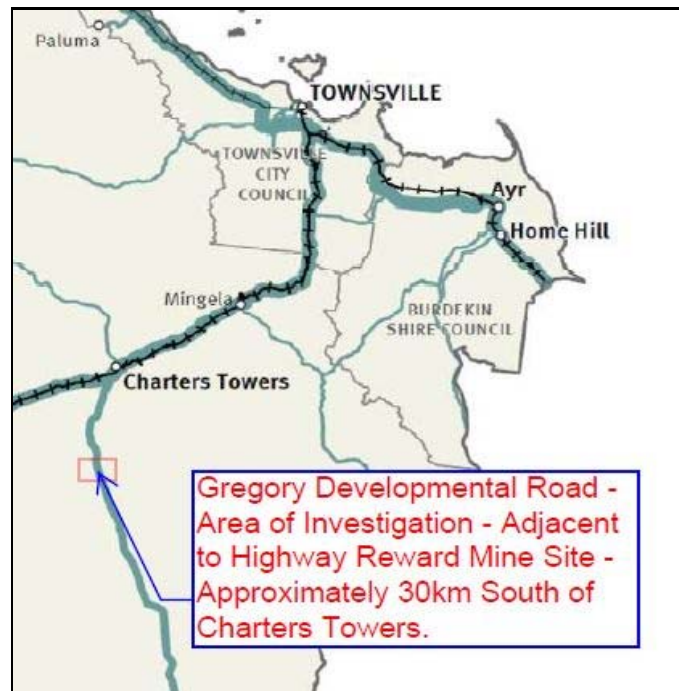 Paluma
TOWNSVILLE
TOWNSVILLE
CITY
COUNCIL
Ayr
Home Hill
Mingela
BURDEKIN
SHIRE COUNCIL
Charters Towers
Gregory Developmental Road -
Area of Investigation - Adjacent
to Highway Reward Mine Site -
Approximately 30km South of
Charters Towers.